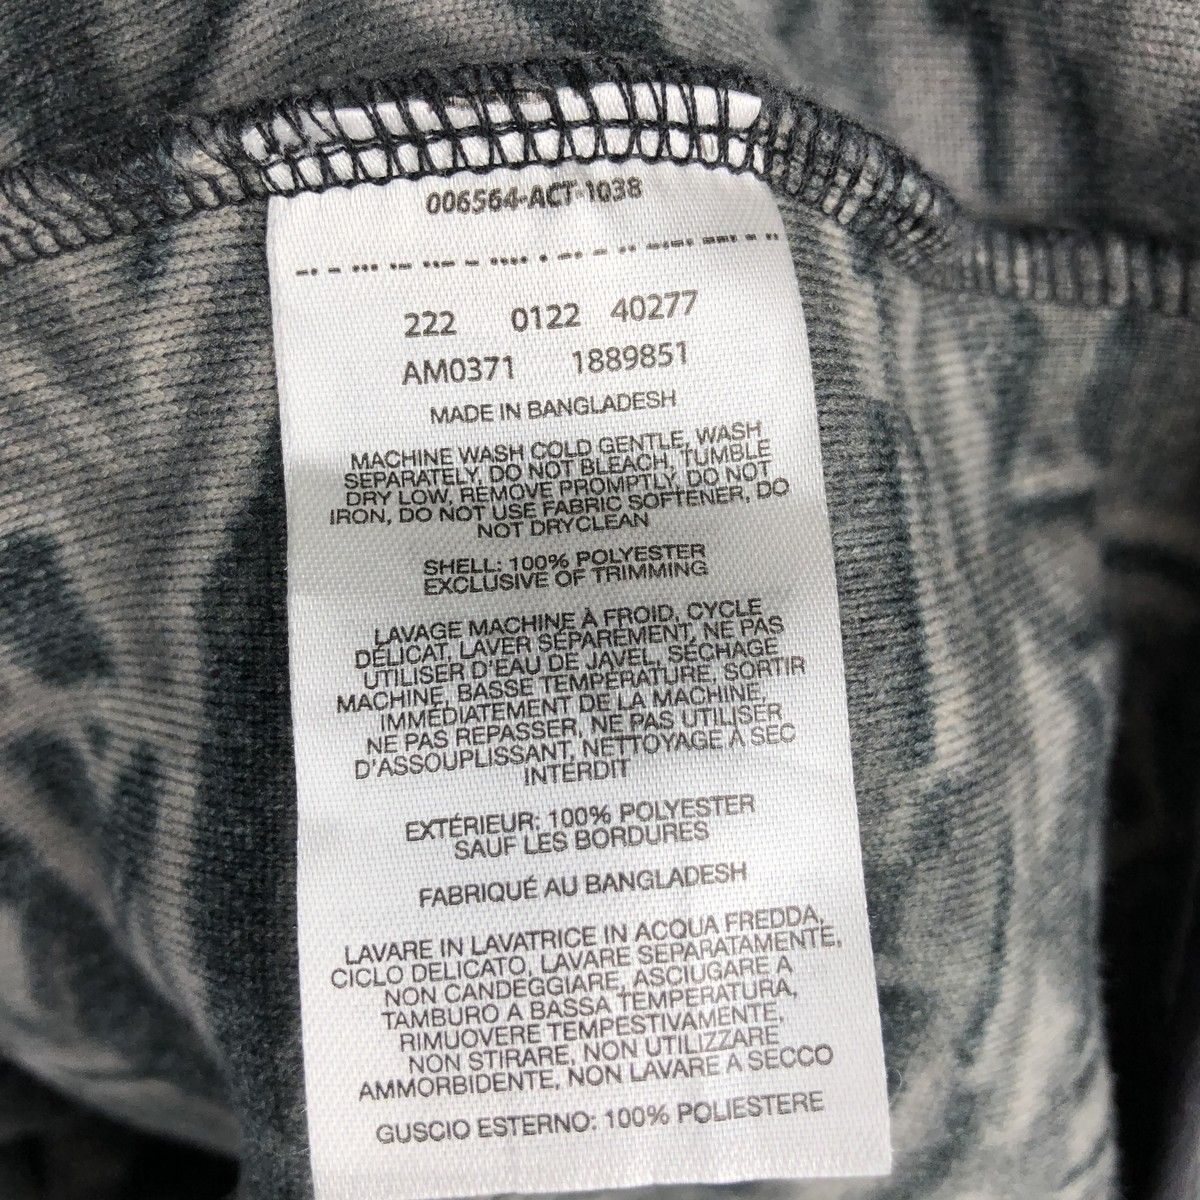 006564-ACT-1038
222 0122 40277
AM0371 1889851
MADE IN BANGLADESH
MACHINE WASH COLD GENTLE, WASH
SEPARATELY, DO NOT BLEACH, TUMBLE
DRY LOW, REMOVE PROMPTLY, DO NOT
IRON, DO NOT USE FABRIC SOFTENER, DO
NOT DRYCLEAN
SHELL: 100% POLYESTER
EXCLUSIVE OF TRIMMING
LAVAGE MACHINE À FROID, CYCLE
DÉLICAT, LAVER SÉPARÉMENT, NE PAS
UTILISER D'EAU DE JAVEL, SÉCHAGE
MACHINE, BASSE TEMPÉRATURE, SORTIR
IMMÉDIATEMENT DE LA MACHINE,
NE PAS REPASSER, NE PAS UTILISER
D'ASSOUPLISSANT, NETTOYAGE À SEC
INTERDIT
EXTÉRIEUR: 100% POLYESTER
SAUF LES BORDURES
FABRIQUÉ AU BANGLADESH
LAVARE IN LAVATRICE IN ACQUA FREDDA,
CICLO DELICATO, LAVARE SEPARATAMENTE,
NON CANDEGGIARE, ASCIUGARE A
TAMBURO A BASSA TEMPERATURA,
RIMUOVERE TEMPESTIVAMENTE,
NON STIRARE, NON UTILIZZARE
AMMORBIDENTE, NON LAVARE A SECCO
GUSCIO ESTERNO: 100% POLIESTERE